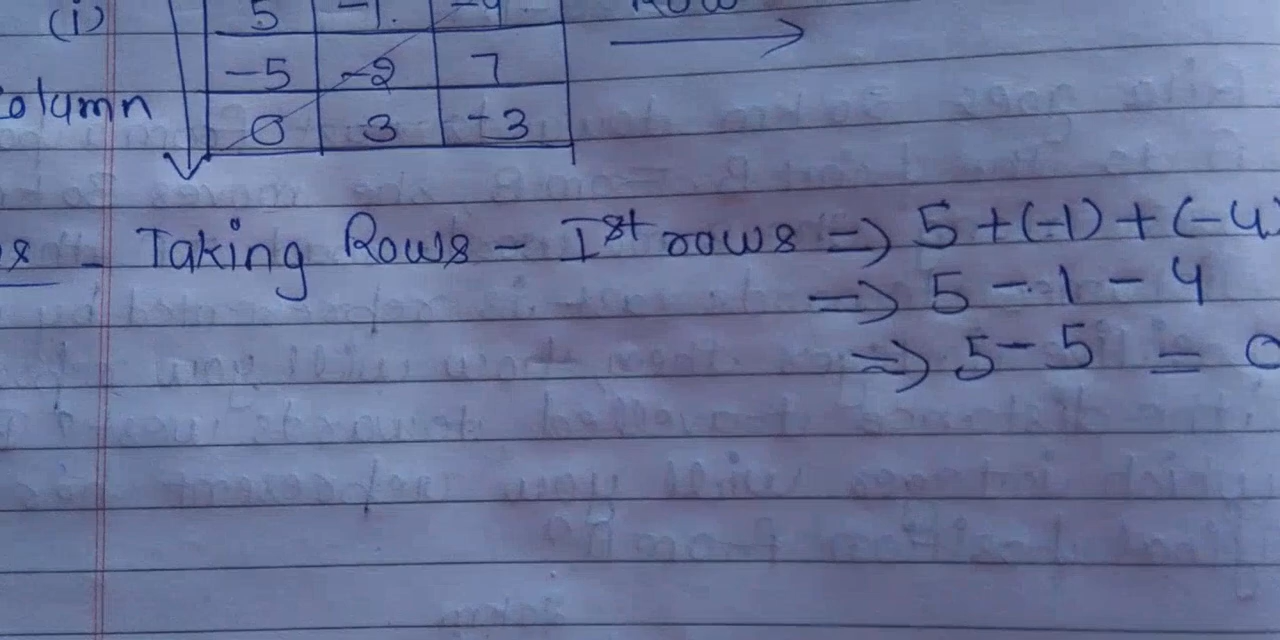 (i) 5 -1 -4 Row
-5 -2 7
Column 0 3 -3
Taking Rows - Ist rows => 5 + (-1) + (-4)
=> 5 - 1 - 4
=> 5 - 5 = 0